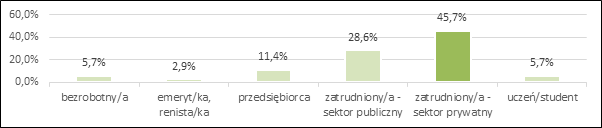 60,0%
45,7%
40,0%
28,6%
20,0%
11,4%
5,7%
2,9%
5,7%
0,0%
bezrobotny/a
emeryt/ka,
renista/ka
przedsiębiorca
zatrudniony/a -
sektor publiczny
zatrudniony/a -
sektor prywatny
uczeń/student